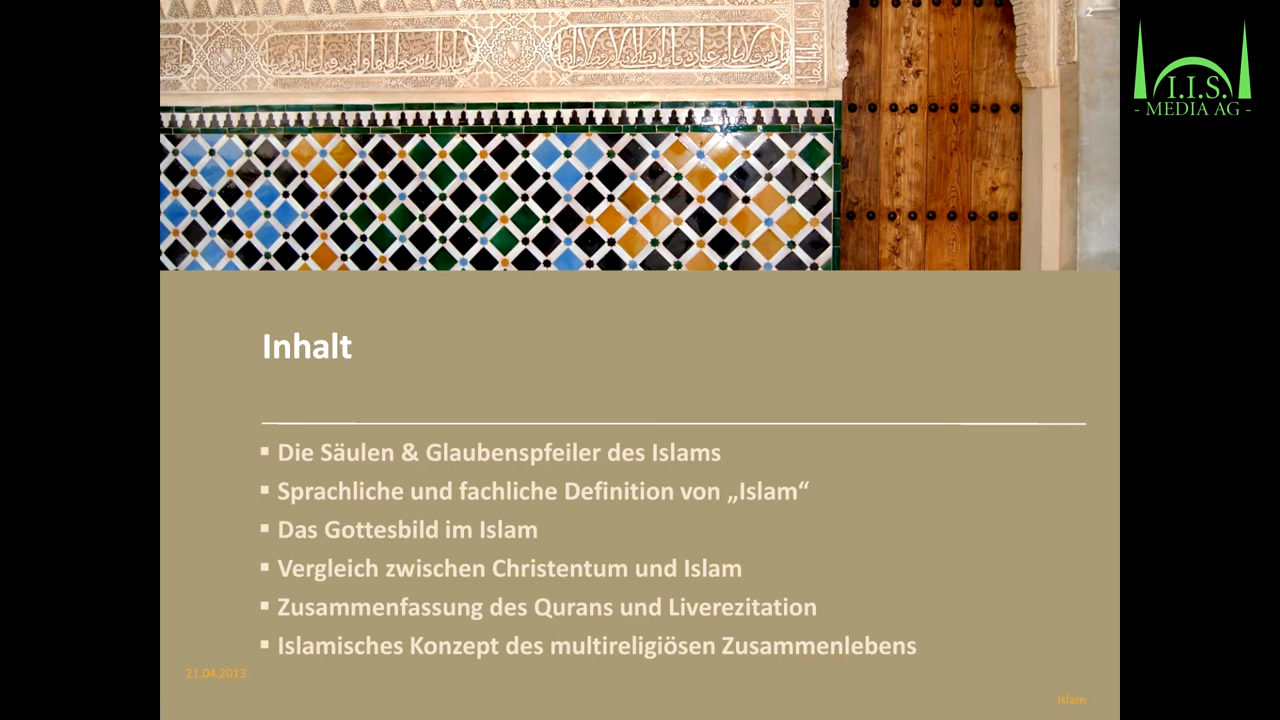 2
I.I.S.
- MEDIA AG -
Inhalt
▪ Die Säulen & Glaubenspfeiler des Islams
▪ Sprachliche und fachliche Definition von „Islam“
▪ Das Gottesbild im Islam
▪ Vergleich zwischen Christentum und Islam
▪ Zusammenfassung des Qurans und Liverezitation
▪ Islamisches Konzept des multireligiösen Zusammenlebens
21.04.2013
Islam